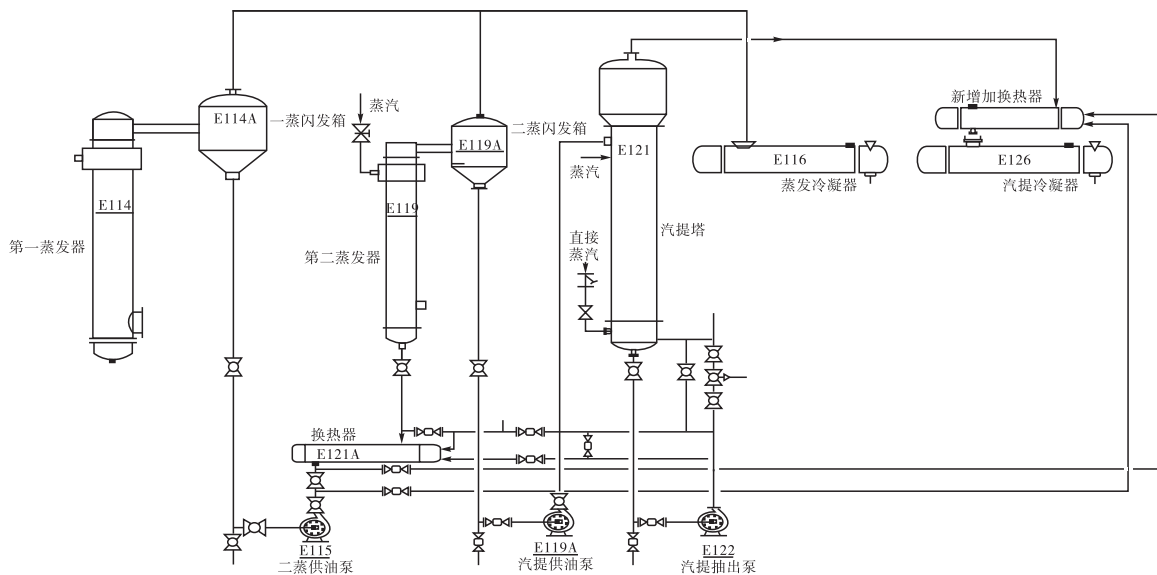 E114A
一蒸闪发箱
蒸汽
二蒸闪发箱
E119A
E121
蒸汽
新增加换热器
E116
蒸发冷凝器
E126
汽提冷凝器
E114
E119
第一蒸发器
第二蒸发器
汽提塔
直接
蒸汽
换热器
E121A
E115
二蒸供油泵
E119A
汽提供油泵
E122
汽提抽出泵